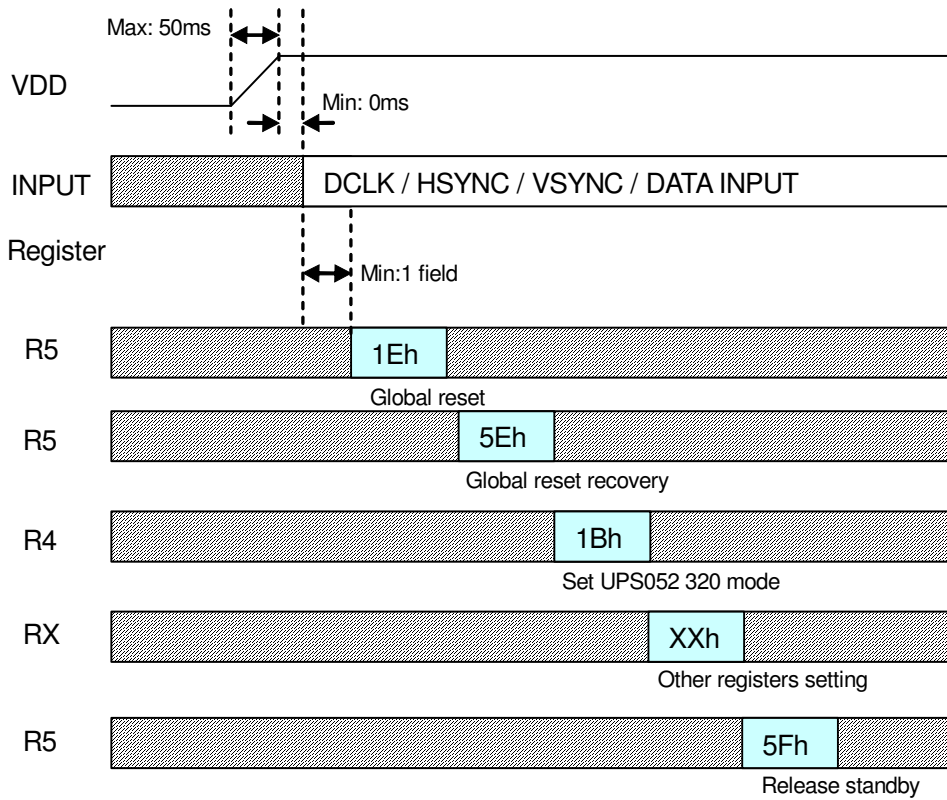 Max: 50ms
VDD
Min: 0ms
INPUT
DCLK / HSYNC / VSYNC / DATA INPUT
Register
Min:1 field
R5
1Eh
Global reset
R5
5Eh
Global reset recovery
R4
1Bh
Set UPS052 320 mode
RX
XXh
Other registers setting
R5
5Fh
Release standby